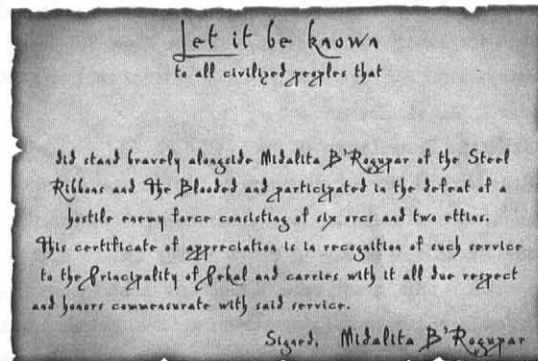 Let it be known
to all civilized peoples that
did stand bravely alongside Midalita B'Rogupar of the Steel
Ribbons and The Blooded and participated in the defeat of a
hostile enemy force consisting of six orcs and two ettins.
This certificate of appreciation is in recognition of such service
to the Principality of Pekal and carries with it all due respect
and honors commensurate with said service.
Signed, Midalita B'Rogupar